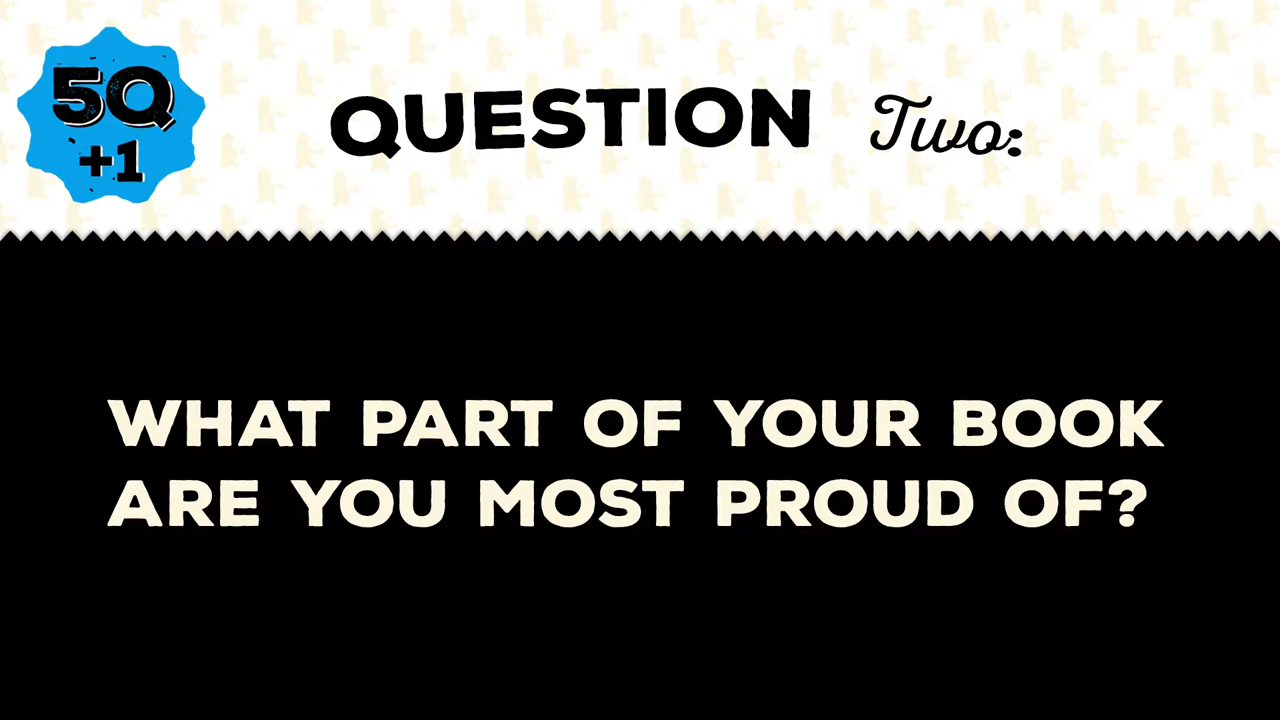 5Q
+1
QUESTION Two:
WHAT PART OF YOUR BOOK
ARE YOU MOST PROUD OF?